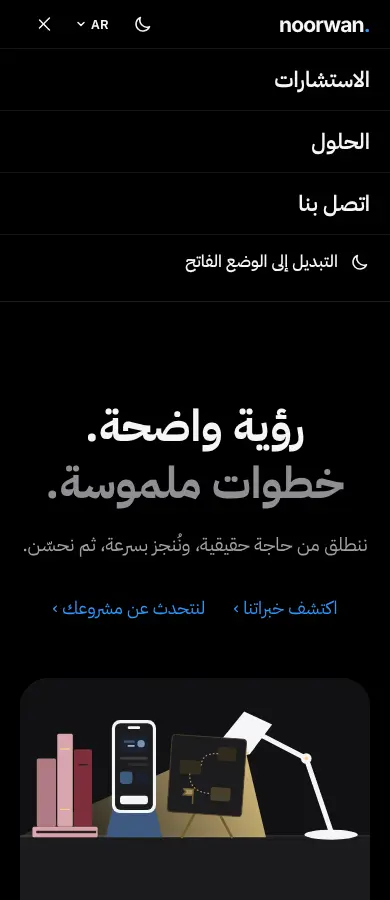 noorwan.
AR
الاستشارات
الحلول
اتصل بنا
التبديل إلى الوضع الفاتح
رؤية واضحة.
خطوات ملموسة.
ننطلق من حاجة حقيقية، ونُنجز بسرعة، ثم نحسّن.
اكتشف خبراتنا ‹ لنتحدث عن مشروعك ‹